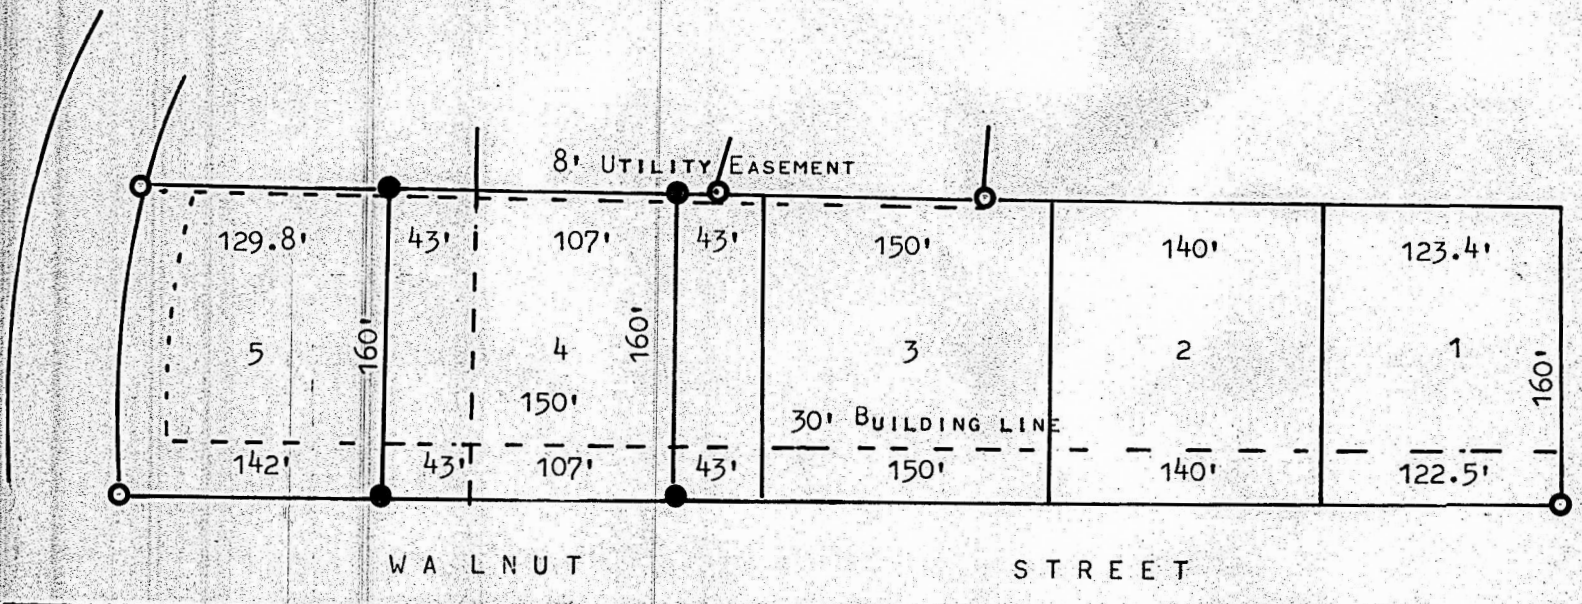 8' UTILITY EASEMENT
129.8' 43' 107' 43' 150' 140' 123.4'
5 160' 4 160' 3 2 1 160'
150'
30' BUILDING LINE
142' 43' 107' 43' 150' 140' 122.5'
WALNUT STREET